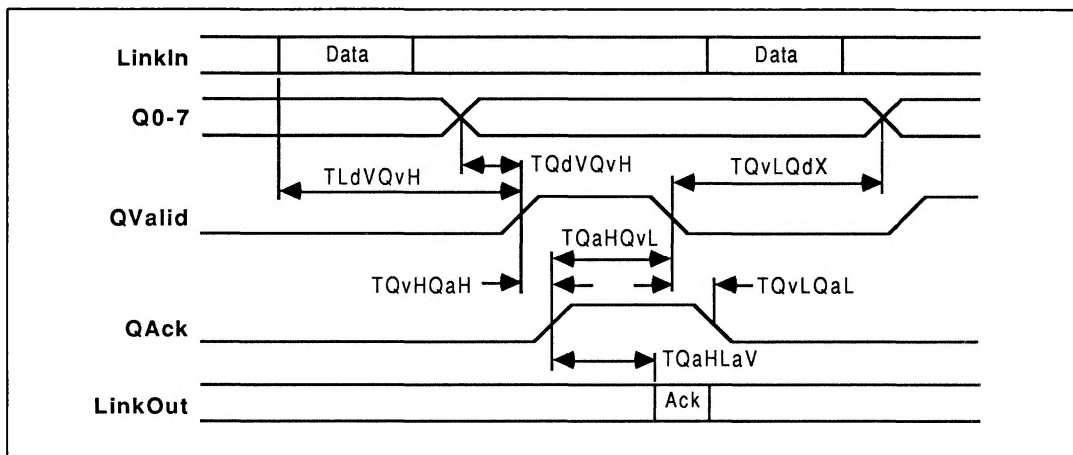 LinkIn Data Data
Q0-7
TLdVQvH TQdVQvH TQvLQdX
QValid
TQaHQvL
TQvHQaH TQvLQaL
QAck
TQaHLaV
LinkOut Ack